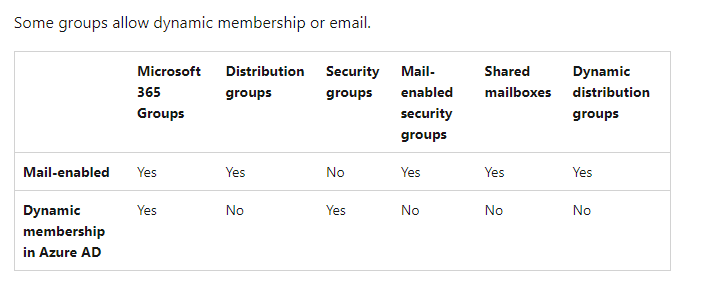 Some groups allow dynamic membership or email.
Microsoft 365 Groups
Distribution groups
Security groups
Mail-enabled security groups
Shared mailboxes
Dynamic distribution groups
Mail-enabled Yes Yes No Yes Yes Yes
Dynamic membership in Azure AD Yes No Yes No No No